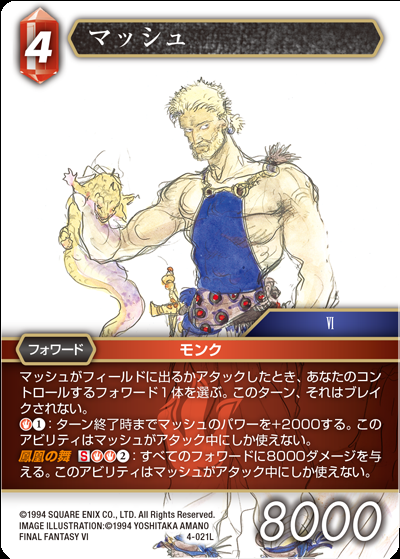 4
マッシュ
VI
フォワード
モンク
マッシュがフィールドに出るかアタックしたとき、あなたのコント
ロールするフォワード1体を選ぶ。このターン、それはブレイク
されない。
1：ターン終了時までマッシュのパワーを+2000する。この
アビリティはマッシュがアタック中にしか使えない。
鳳凰の舞 S 2：すべてのフォワードに8000ダメージを与
える。このアビリティはマッシュがアタック中にしか使えない。
©1994 SQUARE ENIX CO., LTD. All Rights Reserved.
IMAGE ILLUSTRATION:©1994 YOSHITAKA AMANO
FINAL FANTASY VI
4-021L
8000